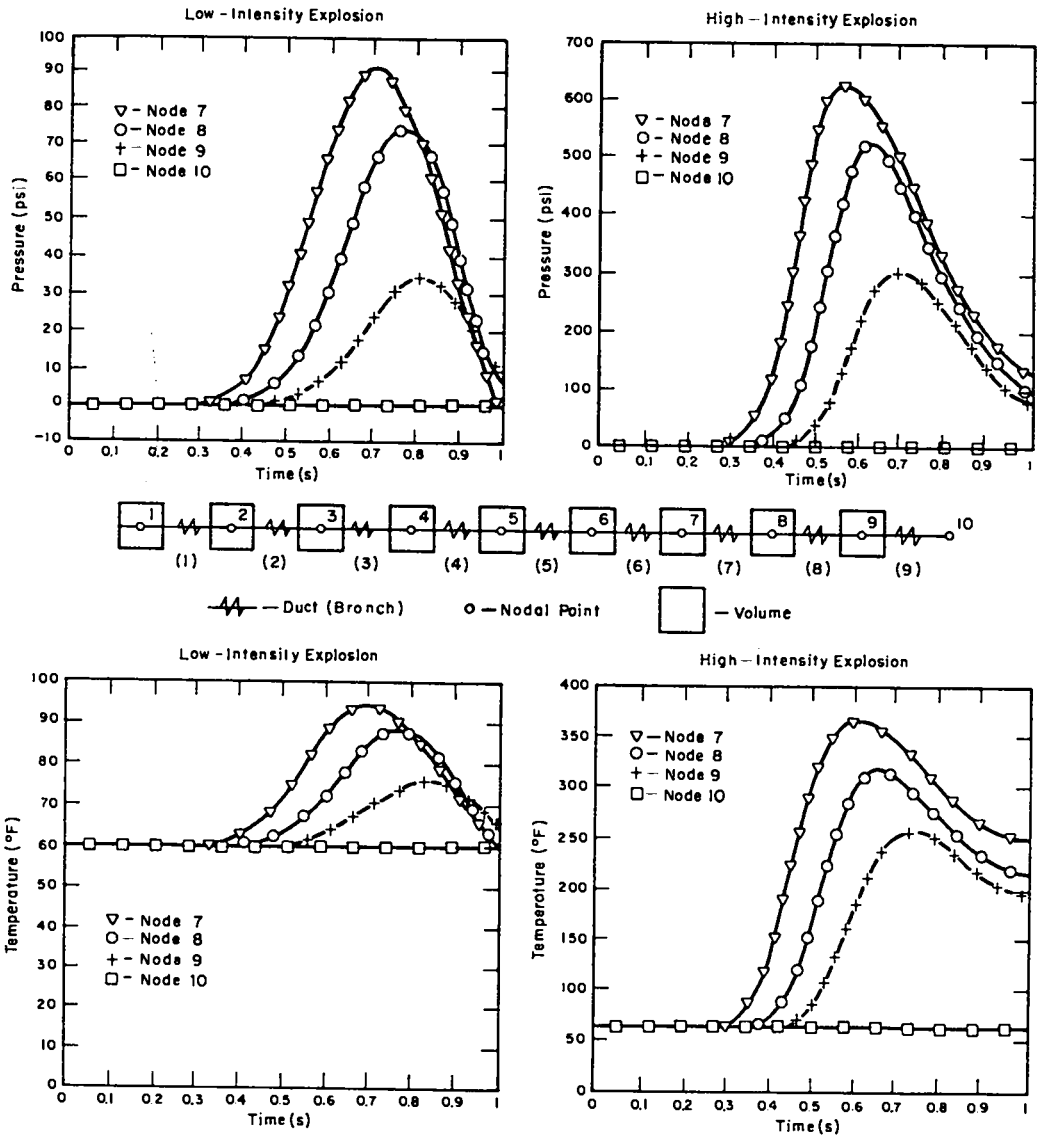 Low-Intensity Explosion
Pressure (psi)
100
90
80
70
60
50
40
30
20
10
0
-10
▽ - Node 7
○ - Node 8
+ - Node 9
□ - Node 10
0 0.1 0.2 0.3 0.4 0.5 0.6 0.7 0.8 0.9 1
Time (s)
High-Intensity Explosion
Pressure (psi)
700
600
500
400
300
200
100
0
▽ - Node 7
○ - Node 8
+ - Node 9
□ - Node 10
0 0.1 0.2 0.3 0.4 0.5 0.6 0.7 0.8 0.9 1
Time (s)
1 2 3 4 5 6 7 8 9 10
(1) (2) (3) (4) (5) (6) (7) (8) (9)
— Duct (Branch)
○ — Nodal Point
— Volume
Low-Intensity Explosion
Temperature (°F)
100
90
80
70
60
50
40
30
20
10
0
▽ - Node 7
○ - Node 8
+ - Node 9
□ - Node 10
0 0.1 0.2 0.3 0.4 0.5 0.6 0.7 0.8 0.9 1
Time (s)
High-Intensity Explosion
Temperature (°F)
400
350
300
250
200
150
100
50
0
▽ — Node 7
○ — Node 8
+ — Node 9
□ — Node 10
0 0.1 0.2 0.3 0.4 0.5 0.6 0.7 0.8 0.9 1
Time (s)